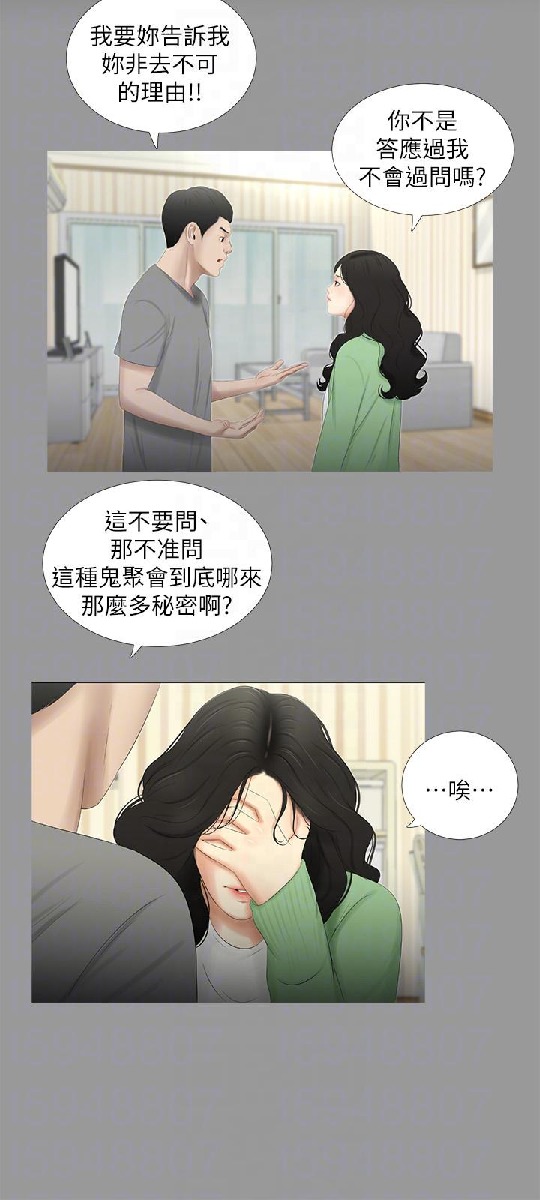 我要妳告訴我
妳非去不可
的理由!!
你不是
答應過我
不會過問嗎?
這不要問、
那不准問
這種鬼聚會到底哪來
那麼多秘密啊?
…唉…